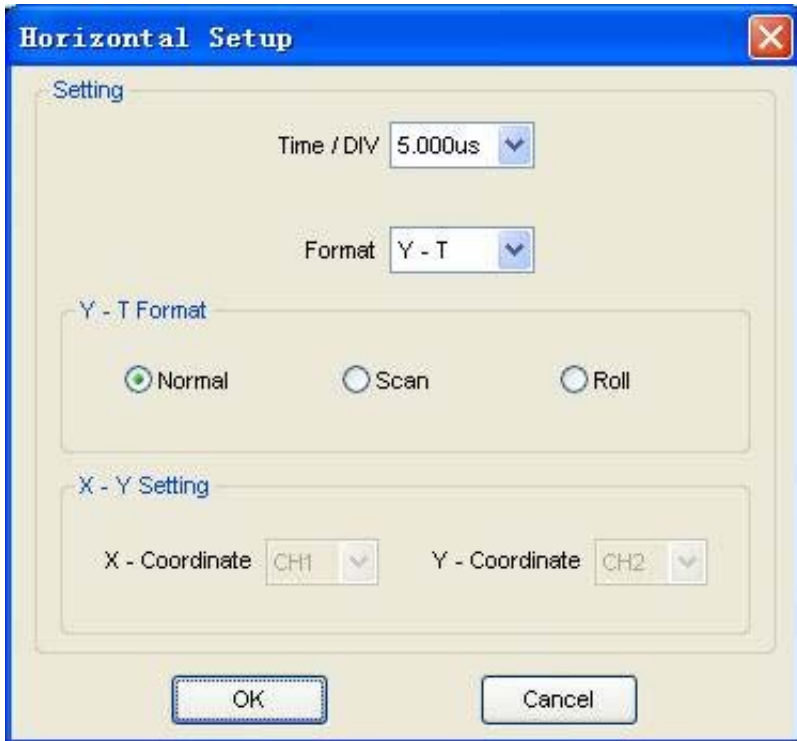 Horizontal Setup
Setting
Time / DIV 5.000us
Format Y - T
Y - T Format
Normal Scan Roll
X - Y Setting
X - Coordinate CH1 Y - Coordinate CH2
OK Cancel